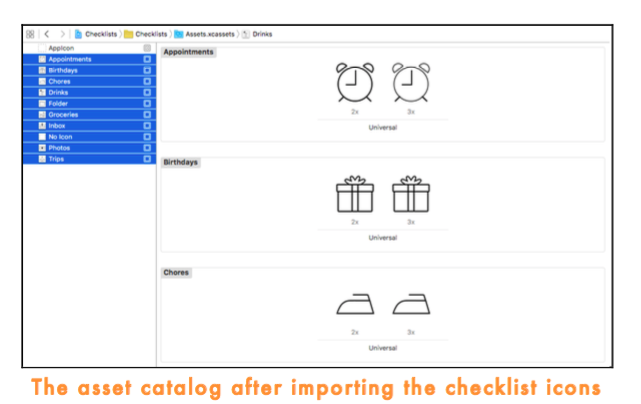 Checklists Checklists Assets.xcassets Drinks
AppIcon
Appointments
Birthdays
Chores
Drinks
Folder
Groceries
Inbox
No Icon
Photos
Trips
Appointments
2x 3x
Universal
Birthdays
2x 3x
Universal
Chores
2x 3x
Universal
The asset catalog after importing the checklist icons